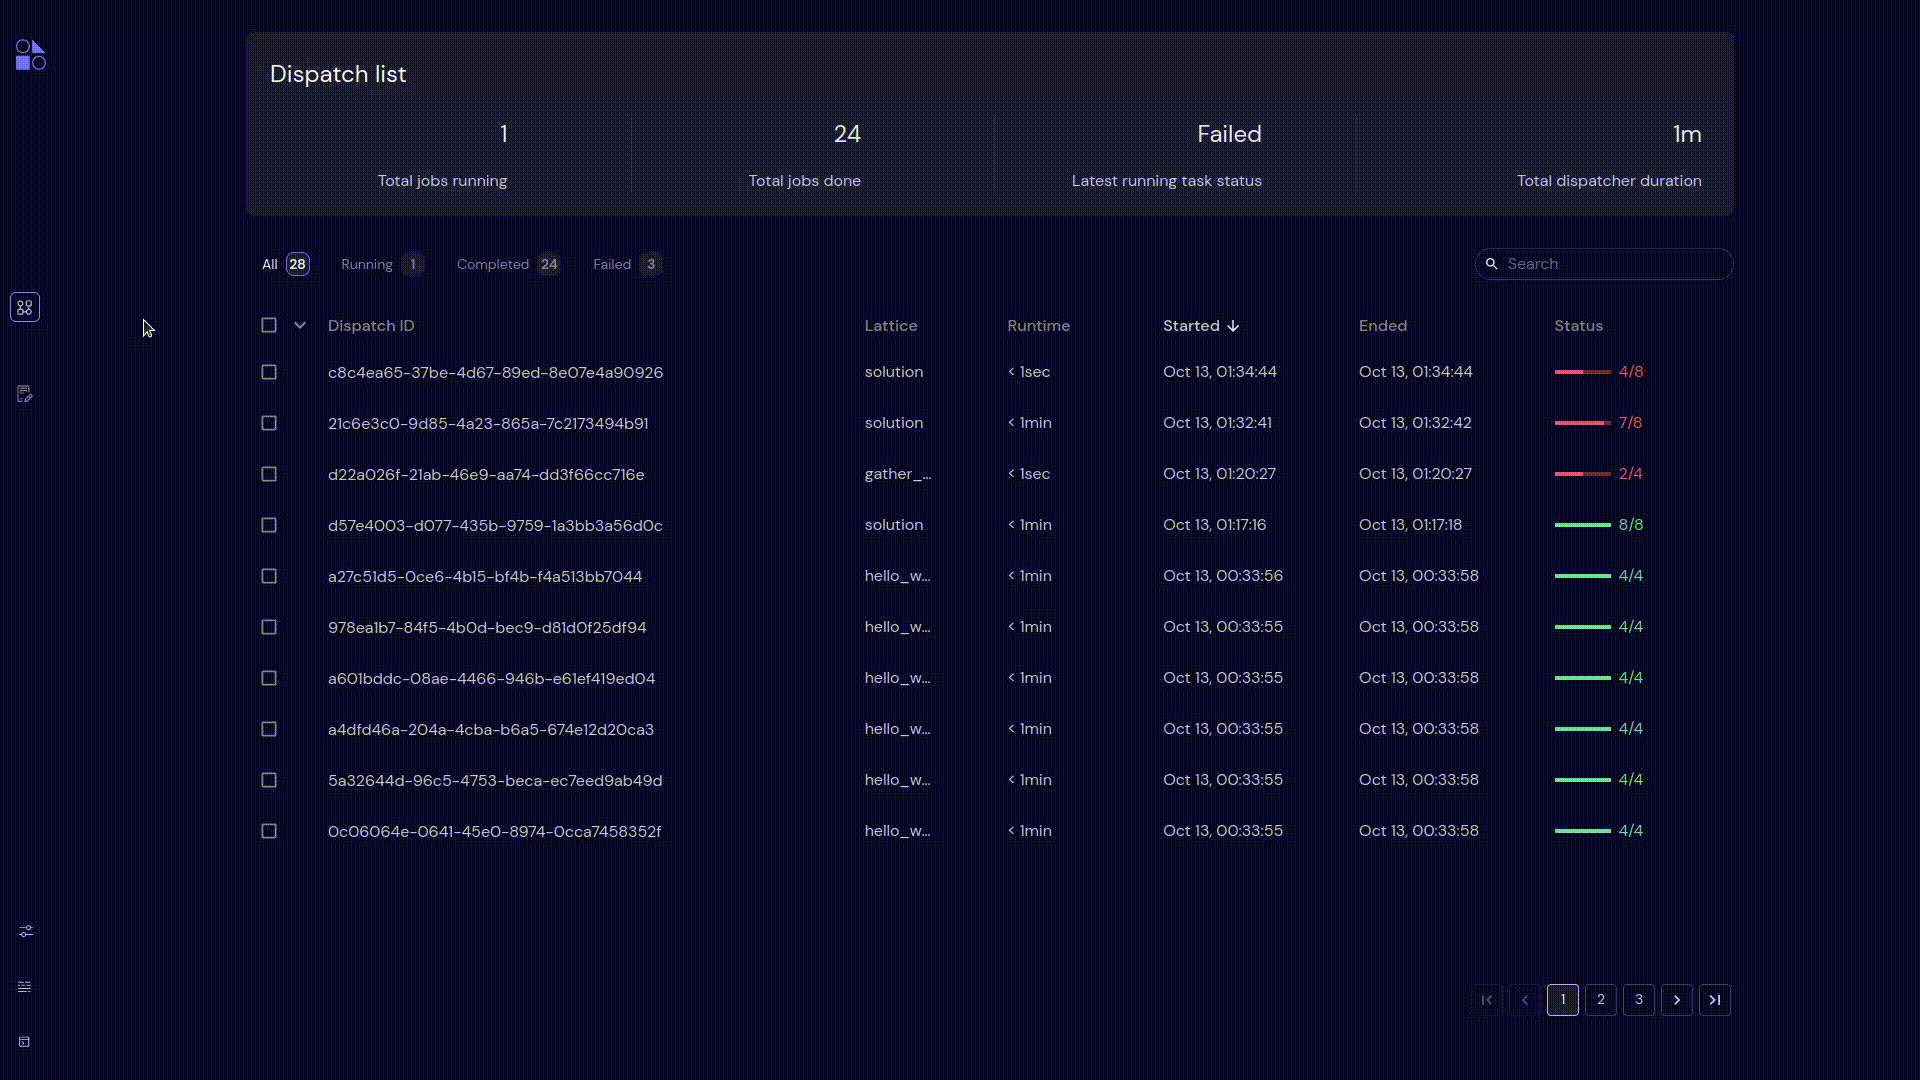 Dispatch list
1 24 Failed 1m
Total jobs running Total jobs done Latest running task status Total dispatcher duration
All 28 Running 1 Completed 24 Failed 3 Search
Dispatch ID Lattice Runtime Started Ended Status
c8c4ea65-37be-4d67-89ed-8e07e4a90926 solution < 1sec Oct 13, 01:34:44 Oct 13, 01:34:44 4/8
21c6e3c0-9d85-4a23-865a-7c2173494b91 solution < 1min Oct 13, 01:32:41 Oct 13, 01:32:42 7/8
d22a026f-21ab-46e9-aa74-dd3f66cc716e gather_... < 1sec Oct 13, 01:20:27 Oct 13, 01:20:27 2/4
d57e4003-d077-435b-9759-1a3bb3a56d0c solution < 1min Oct 13, 01:17:16 Oct 13, 01:17:18 8/8
a27c51d5-0ce6-4b15-bf4b-f4a513bb7044 hello_w... < 1min Oct 13, 00:33:56 Oct 13, 00:33:58 4/4
978ea1b7-84f5-4b0d-bec9-d81d0f25df94 hello_w... < 1min Oct 13, 00:33:55 Oct 13, 00:33:58 4/4
a601bddc-08ae-4466-946b-e61ef419ed04 hello_w... < 1min Oct 13, 00:33:55 Oct 13, 00:33:58 4/4
a4dfd46a-204a-4cba-b6a5-674e12d20ca3 hello_w... < 1min Oct 13, 00:33:55 Oct 13, 00:33:58 4/4
5a32644d-96c5-4753-beca-ec7eed9ab49d hello_w... < 1min Oct 13, 00:33:55 Oct 13, 00:33:58 4/4
0c06064e-0641-45e0-8974-0cca7458352f hello_w... < 1min Oct 13, 00:33:55 Oct 13, 00:33:58 4/4
1 2 3